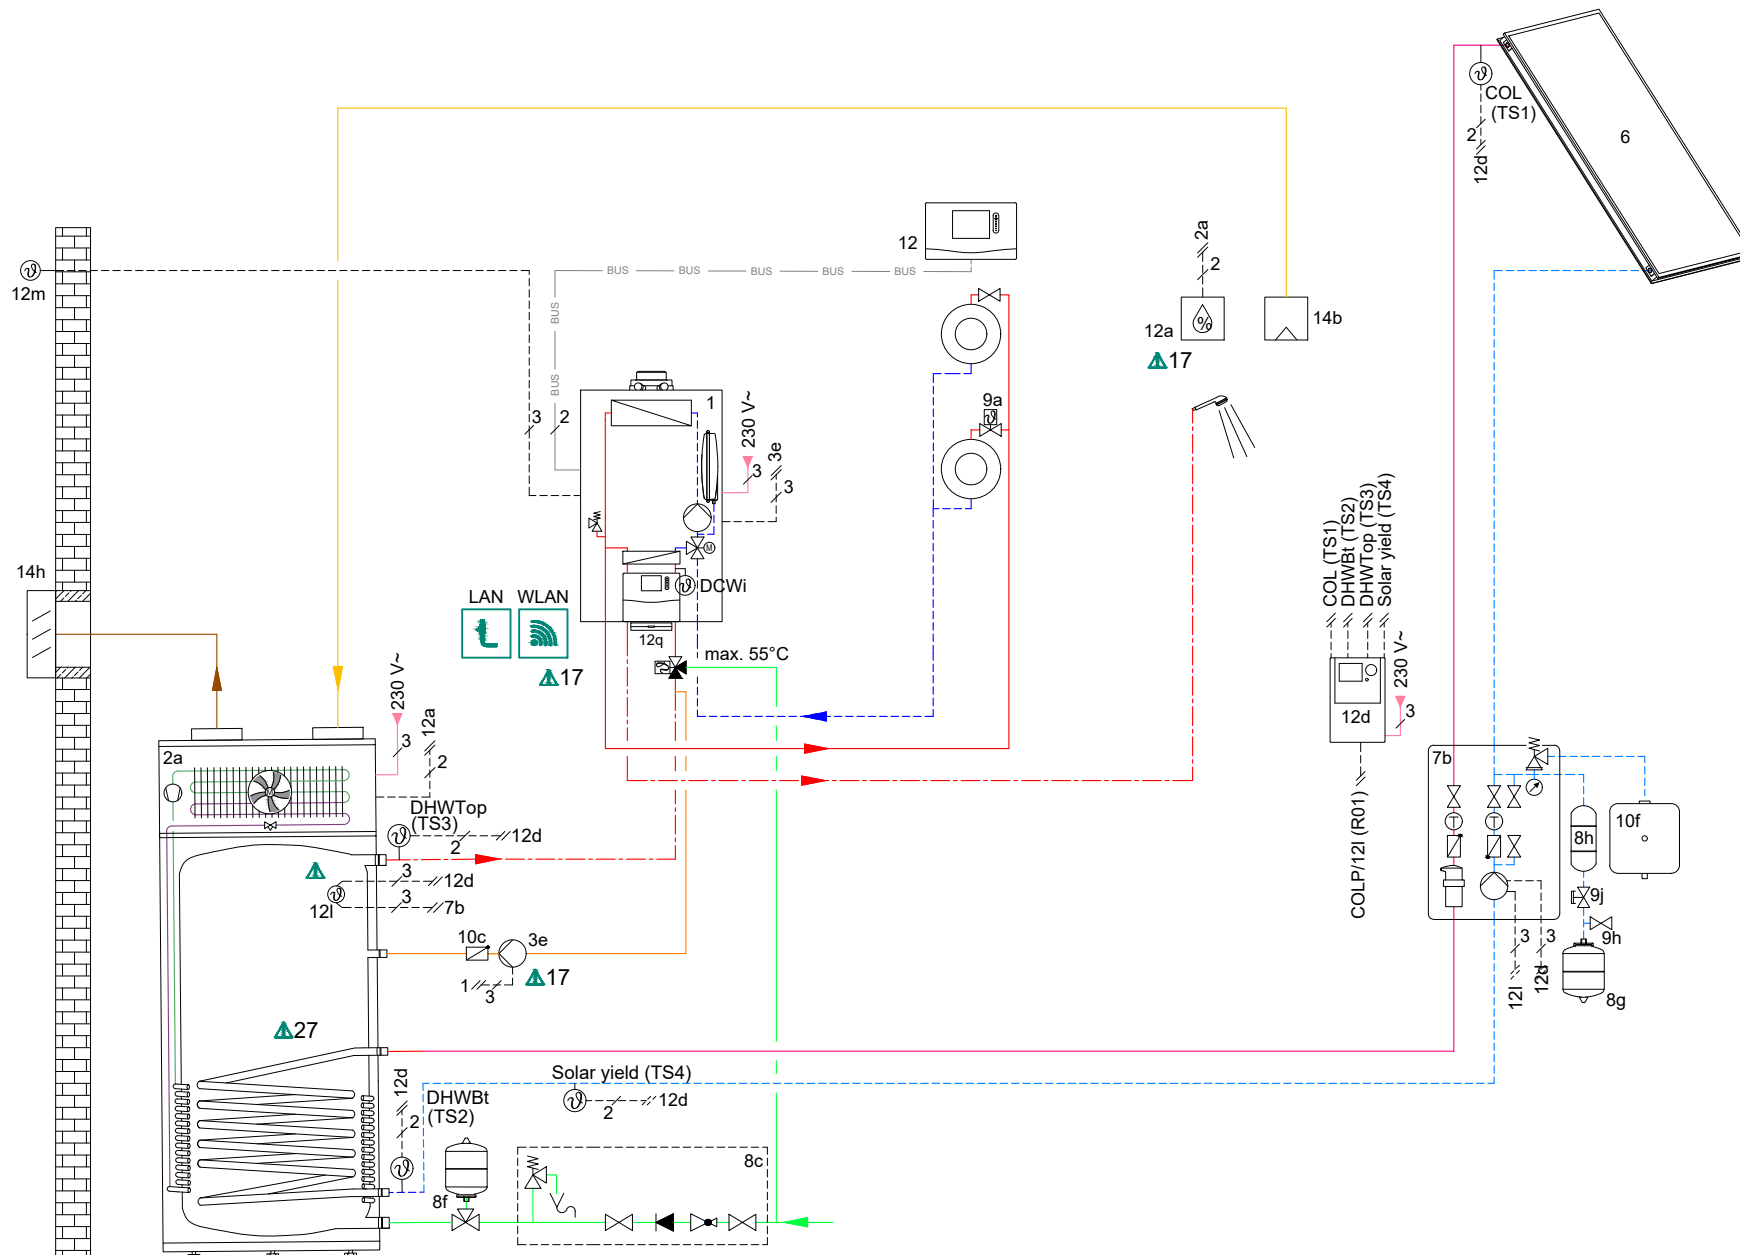 COL
(TS1)
2
12d
6
12
2a
2
12a
17
14b
12m
BUS BUS BUS BUS BUS
BUS
BUS
3
2
1
230 V~
3
3e
3
9a
M
DCWi
12q
LAN WLAN
17
max. 55°C
14h
COL (TS1)
DHWBt (TS2)
DHWTop (TS3)
Solar yield (TS4)
12d
230 V~
3
COLP/12l (R01)
230 V~
3
12a
2
2a
M
DHWTop
(TS3)
2
12d
3
12d
3
7b
12l
10c
3e
1
3
17
27
7b
T
T
3
3
12l
12d
8h
10f
9j
9h
8g
Solar yield (TS4)
2
12d
12d
2
DHWBt
(TS2)
8f
8c
%